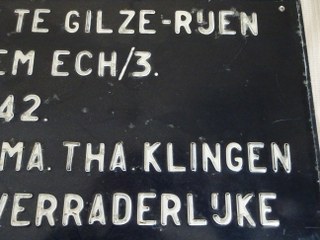 TE GILZE-RIJEN
EM ECH/3.
42.
MA. THA. KLINGEN
VERRADERLIJKE